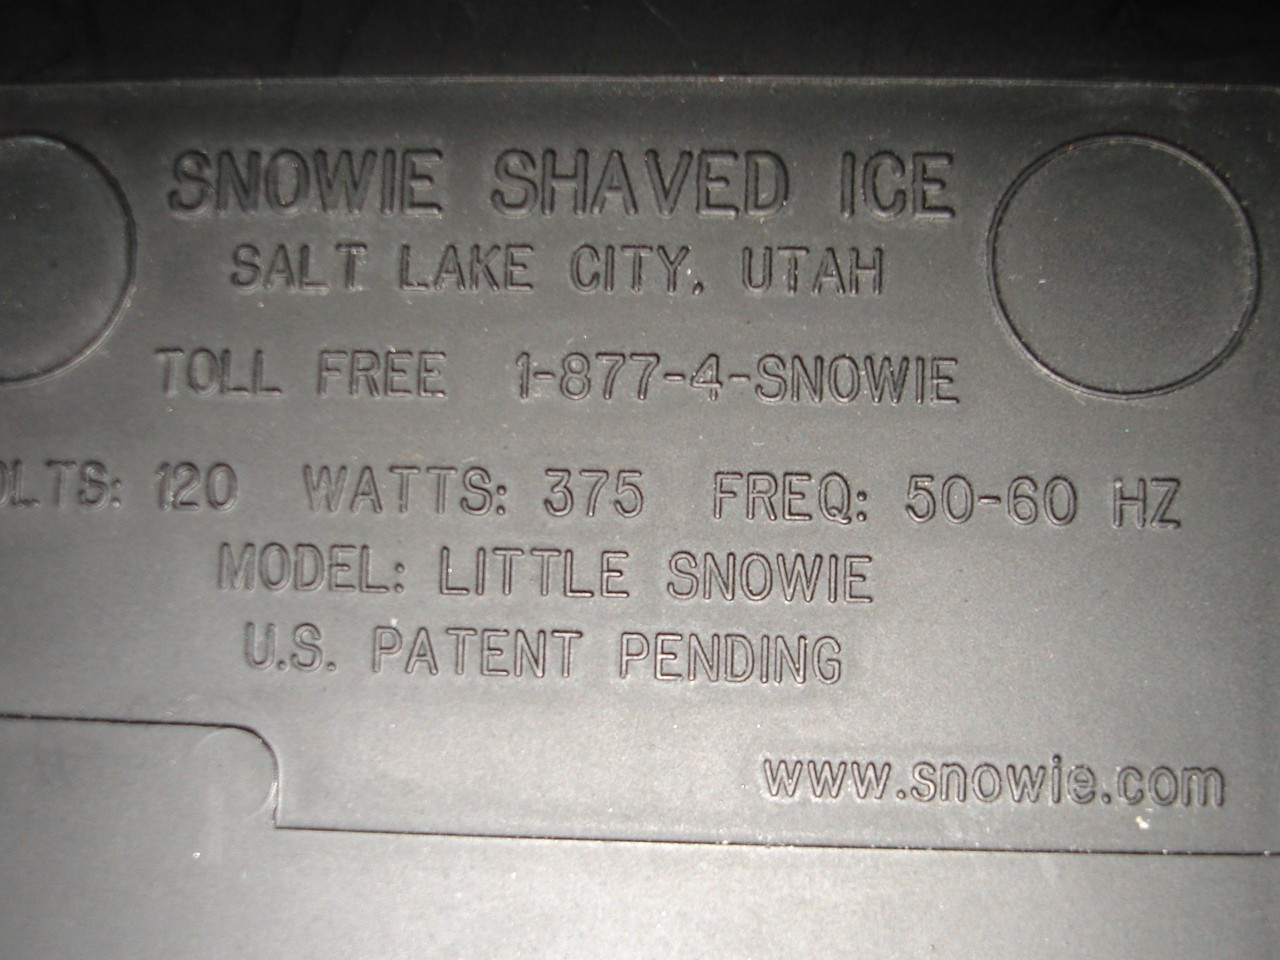 SNOWIE SHAVED ICE
SALT LAKE CITY, UTAH
TOLL FREE 1-877-4-SNOWIE
OLTS: 120 WATTS: 375 FREQ: 50-60 HZ
MODEL: LITTLE SNOWIE
U.S. PATENT PENDING
www.snowie.com